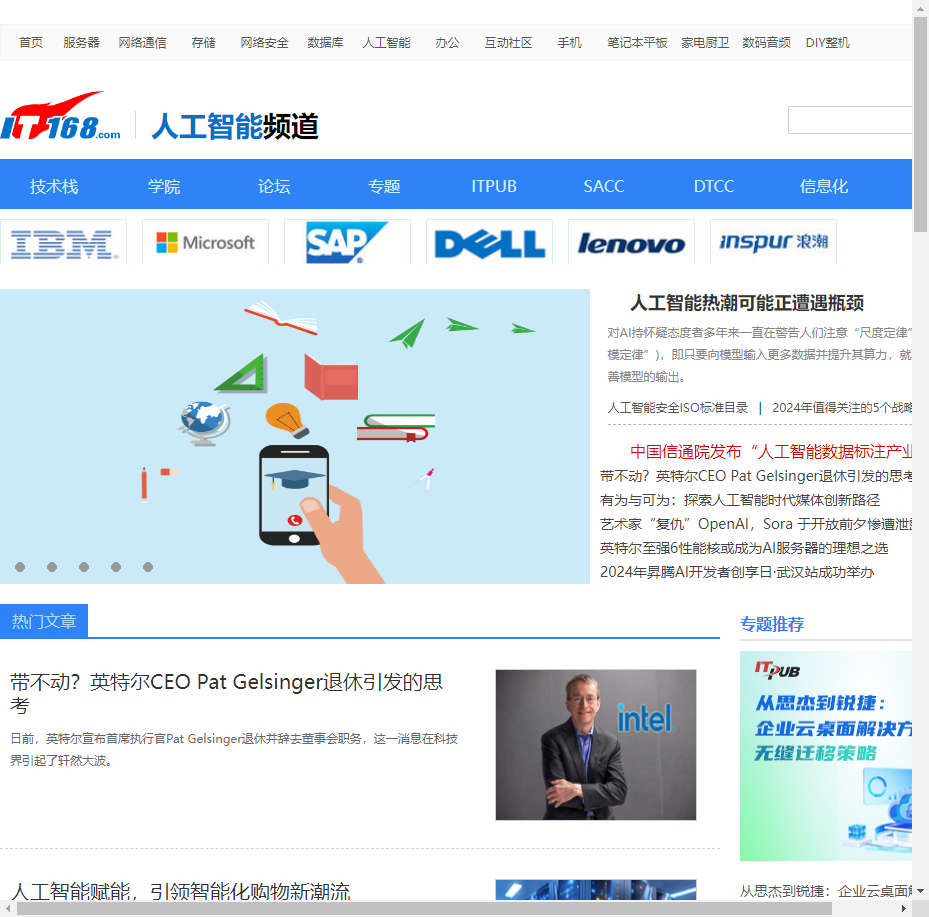 首页 服务器 网络通信 存储 网络安全 数据库 人工智能 办公 互动社区 手机 笔记本平板 家电厨卫 数码音频 DIY整机
IT168.com
人工智能频道
技术栈 学院 论坛 专题 ITPUB SACC DTCC 信息化
IBM Microsoft SAP DELL lenovo inspur 浪潮
人工智能热潮可能正遭遇瓶颈
对AI持怀疑态度者多年来一直在警告人们注意“尺度定律”
模定律”)，即只要向模型输入更多数据并提升其算力，就
善模型的输出。
人工智能安全ISO标准目录 | 2024年值得关注的5个战略
中国信通院发布“人工智能数据标注产业
带不动？英特尔CEO Pat Gelsinger退休引发的思考
有为与可为：探索人工智能时代媒体创新路径
艺术家“复仇”OpenAI，Sora 于开放前夕惨遭泄
英特尔至强6性能核或成为AI服务器的理想之选
2024年昇腾AI开发者创享日·武汉站成功举办
热门文章
专题推荐
带不动？英特尔CEO Pat Gelsinger退休引发的思
考
日前，英特尔宣布首席执行官Pat Gelsinger退休并辞去董事会职务，这一消息在科技
界引起了轩然大波。
intel
ITPUB
从思杰到锐捷：
企业云桌面解决方
无缝迁移策略
人工智能赋能，引领智能化购物新潮流
从思杰到锐捷：企业云桌面